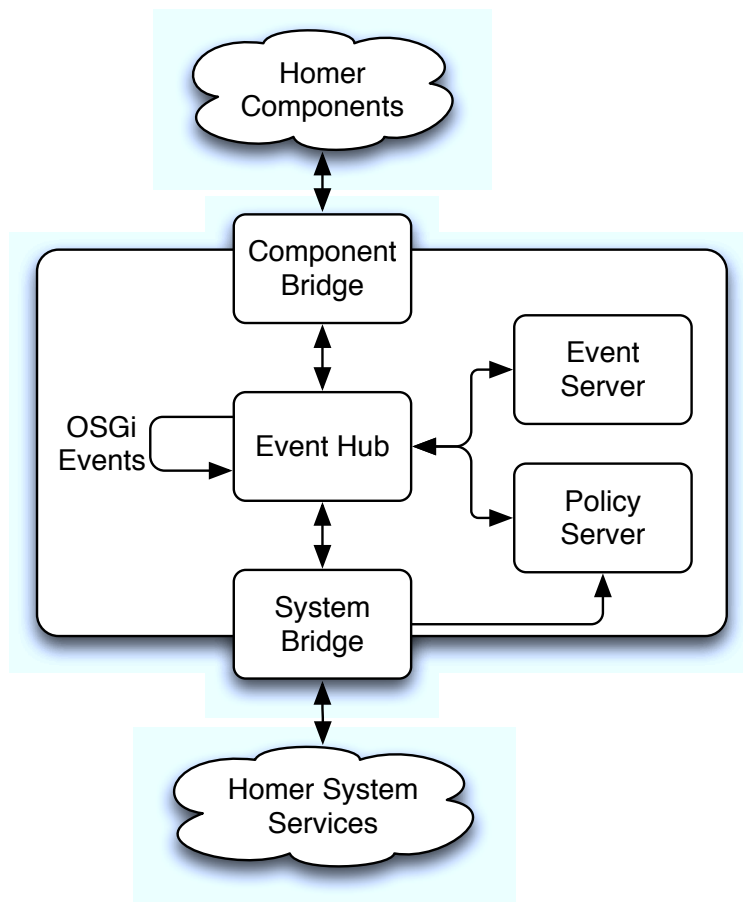 Homer
Components
Component
Bridge
Event
Server
OSGi
Events
Event Hub
Policy
Server
System
Bridge
Homer System
Services